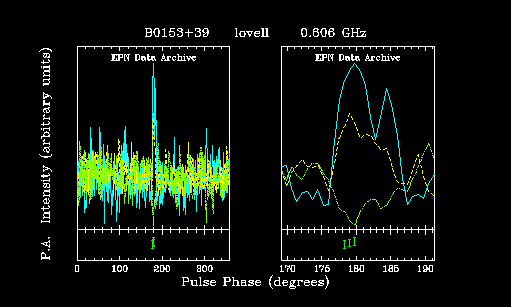 B0153+39 lovell 0.606 GHz
EPN Data Archive EPN Data Archive
P.A. Intensity (arbitrary units)
0 100 200 300 170 175 180 185 190
Pulse Phase (degrees)